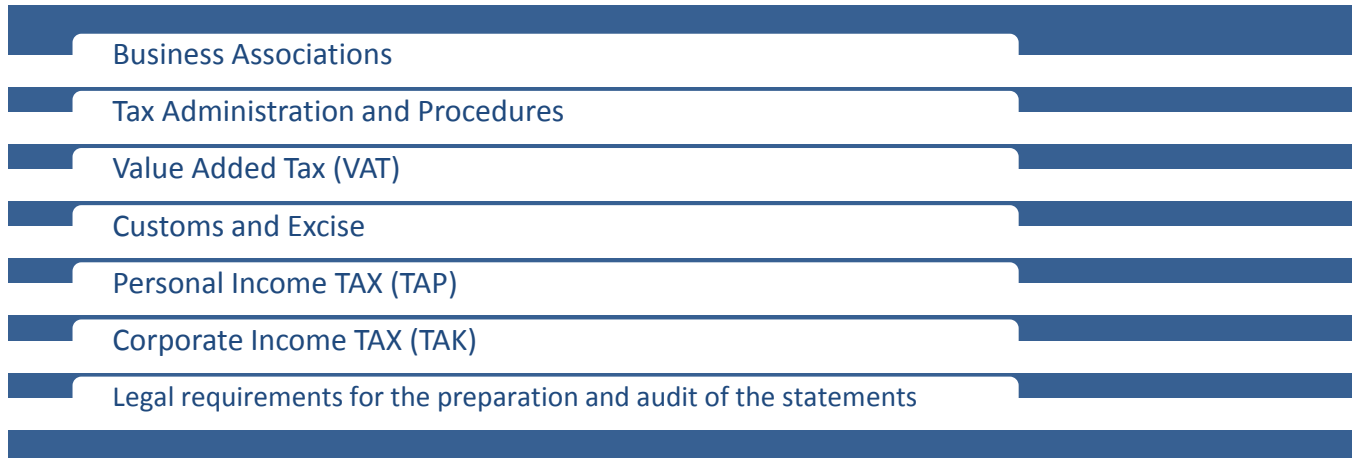 Business Associations
Tax Administration and Procedures
Value Added Tax (VAT)
Customs and Excise
Personal Income TAX (TAP)
Corporate Income TAX (TAK)
Legal requirements for the preparation and audit of the statements